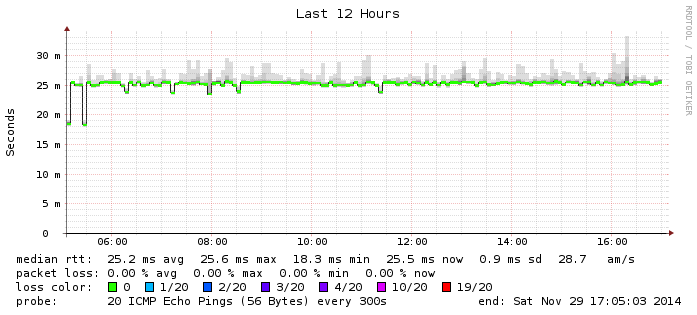 Last 12 Hours
RRDTOOL / TOBI OETIKER
Seconds
30 m
25 m
20 m
15 m
10 m
5 m
0
06:00 08:00 10:00 12:00 14:00 16:00
median rtt: 25.2 ms avg 25.6 ms max 18.3 ms min 25.5 ms now 0.9 ms sd 28.7 am/s
packet loss: 0.00 % avg 0.00 % max 0.00 % min 0.00 % now
loss color: 0 1/20 2/20 3/20 4/20 10/20 19/20
probe: 20 ICMP Echo Pings (56 Bytes) every 300s end: Sat Nov 29 17:05:03 2014